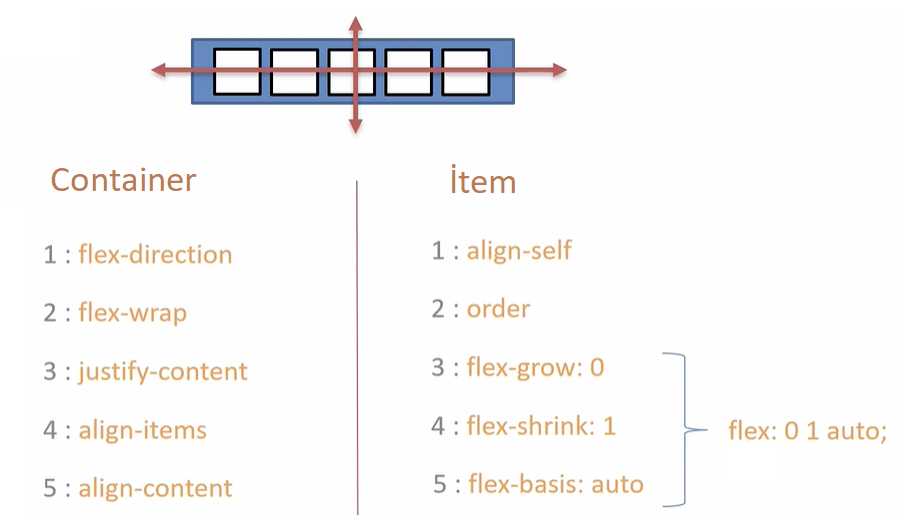 Container
1 : flex-direction
2 : flex-wrap
3 : justify-content
4 : align-items
5 : align-content
İtem
1 : align-self
2 : order
3 : flex-grow: 0
4 : flex-shrink: 1
5 : flex-basis: auto
flex: 0 1 auto;